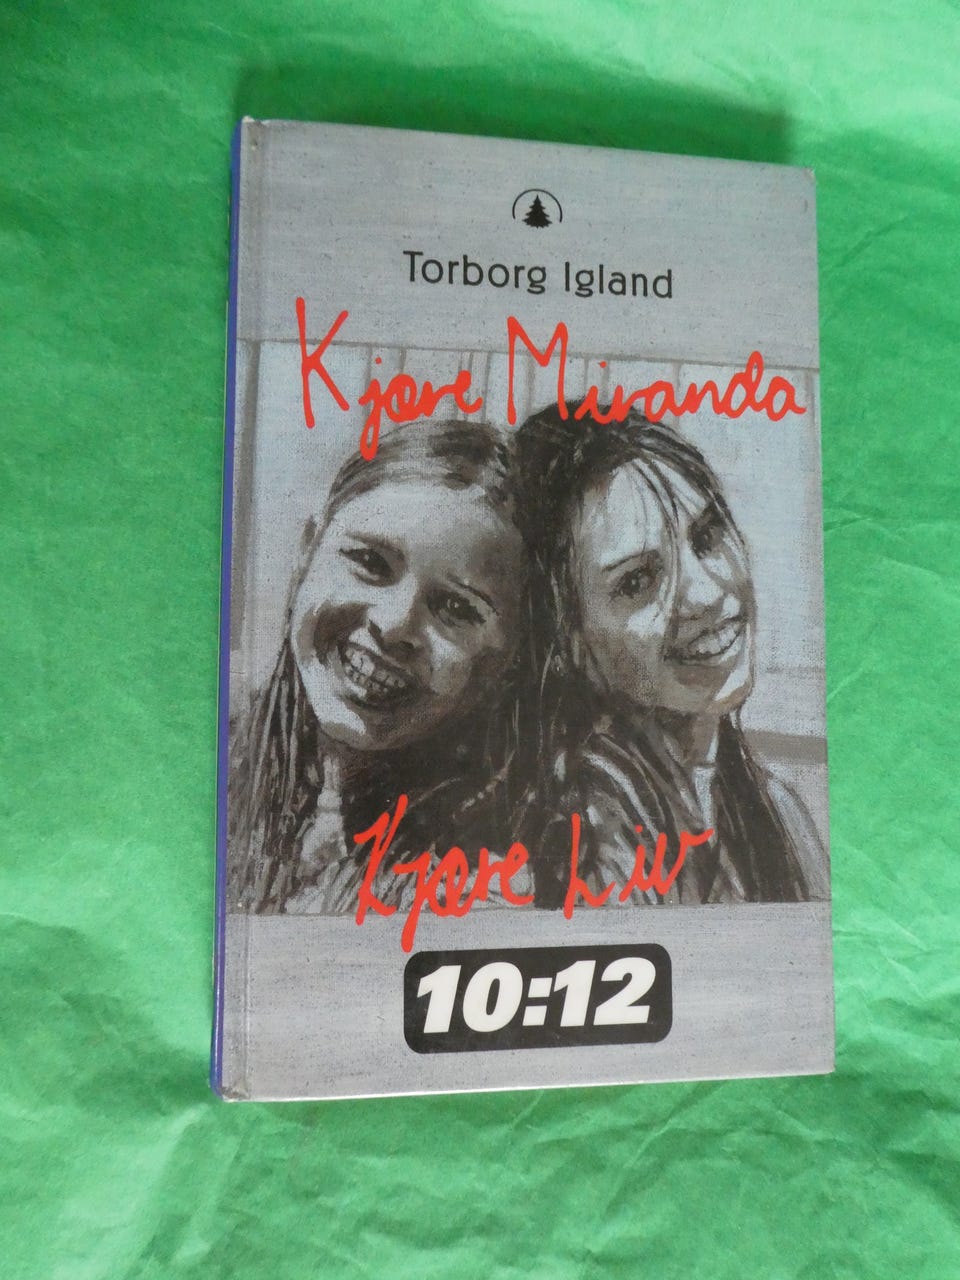 Torborg Igland
Kjære Miranda
Kjære Liv
10:12